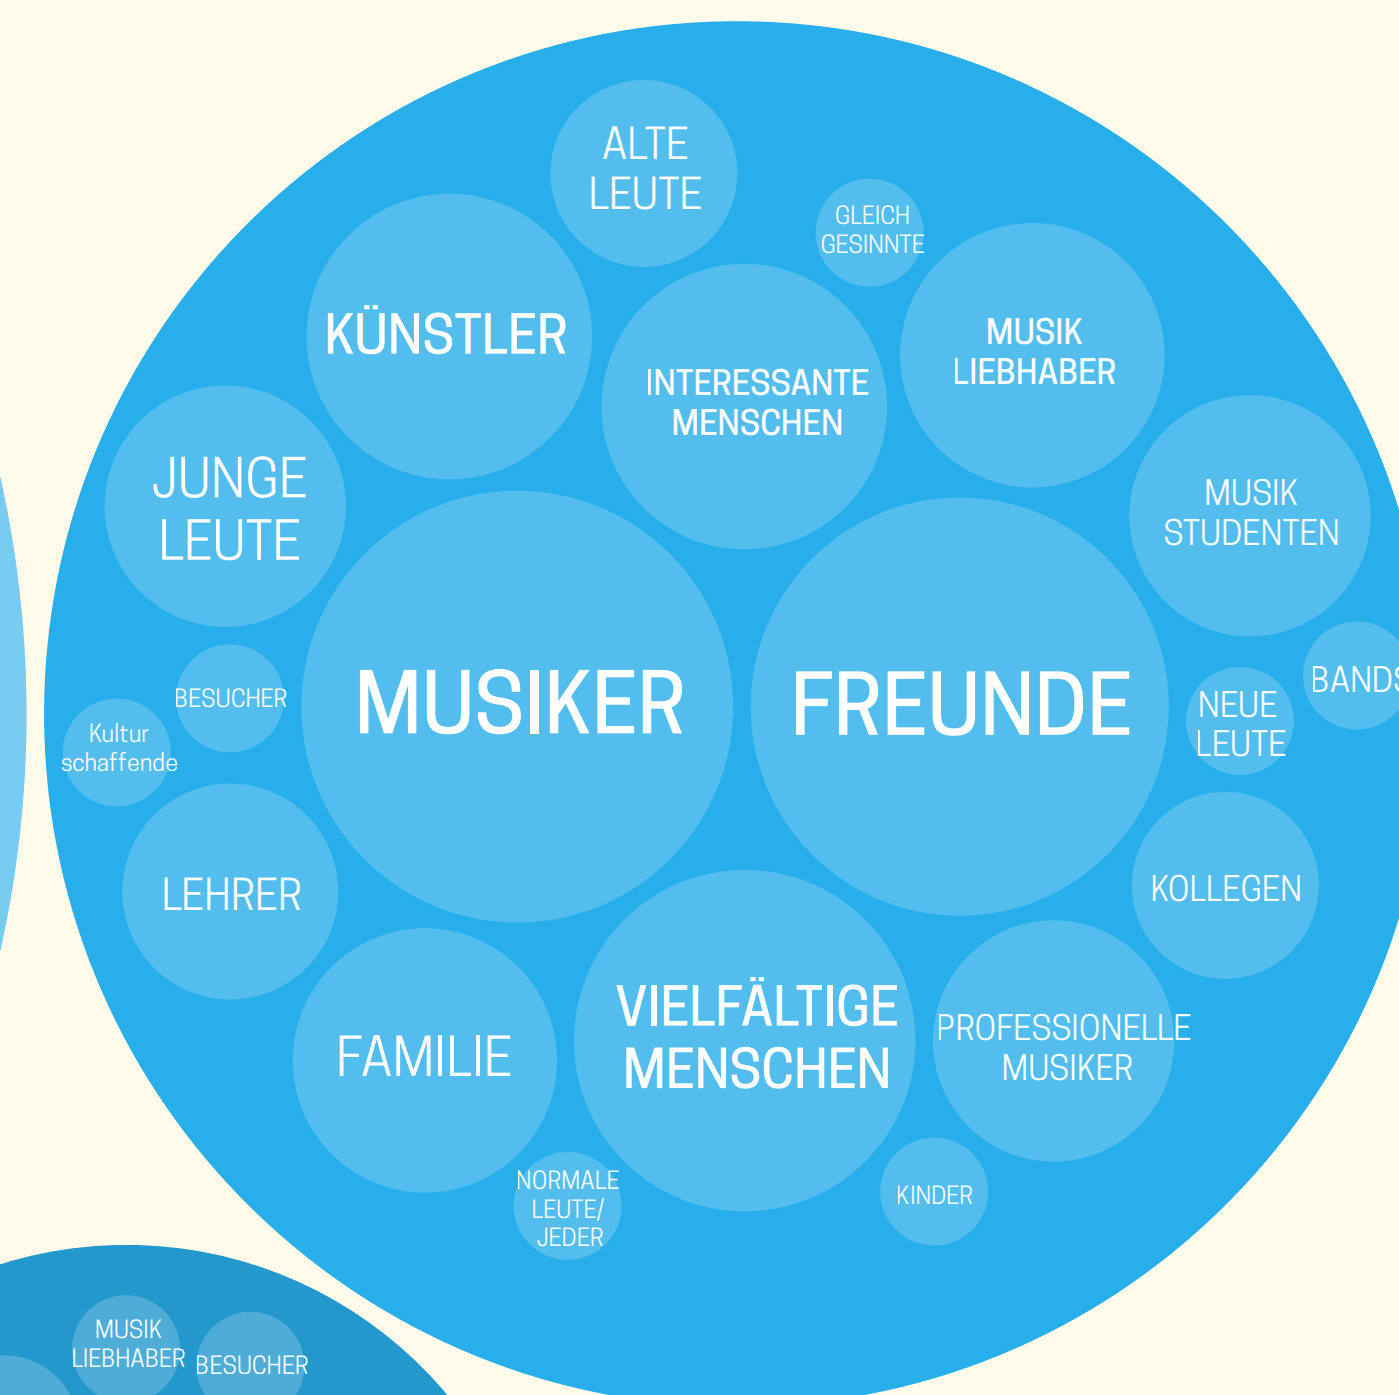 ALTE
LEUTE
GLEICH
GESINNTE
KÜNSTLER
MUSIK
LIEBHABER
INTERESSANTE
MENSCHEN
JUNGE
LEUTE
MUSIK
STUDENTEN
MUSIKER
FREUNDE
BESUCHER
Kultur
schaffende
NEUE
LEUTE
BANDS
LEHRER
KOLLEGEN
FAMILIE
VIELFÄLTIGE
MENSCHEN
PROFESSIONELLE
MUSIKER
NORMALE
LEUTE/
JEDER
KINDER
MUSIK
LIEBHABER
BESUCHER